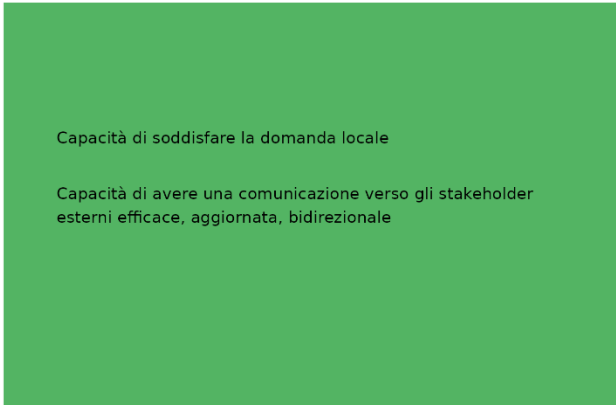 Capacità di soddisfare la domanda locale
Capacità di avere una comunicazione verso gli stakeholder
esterni efficace, aggiornata, bidirezionale